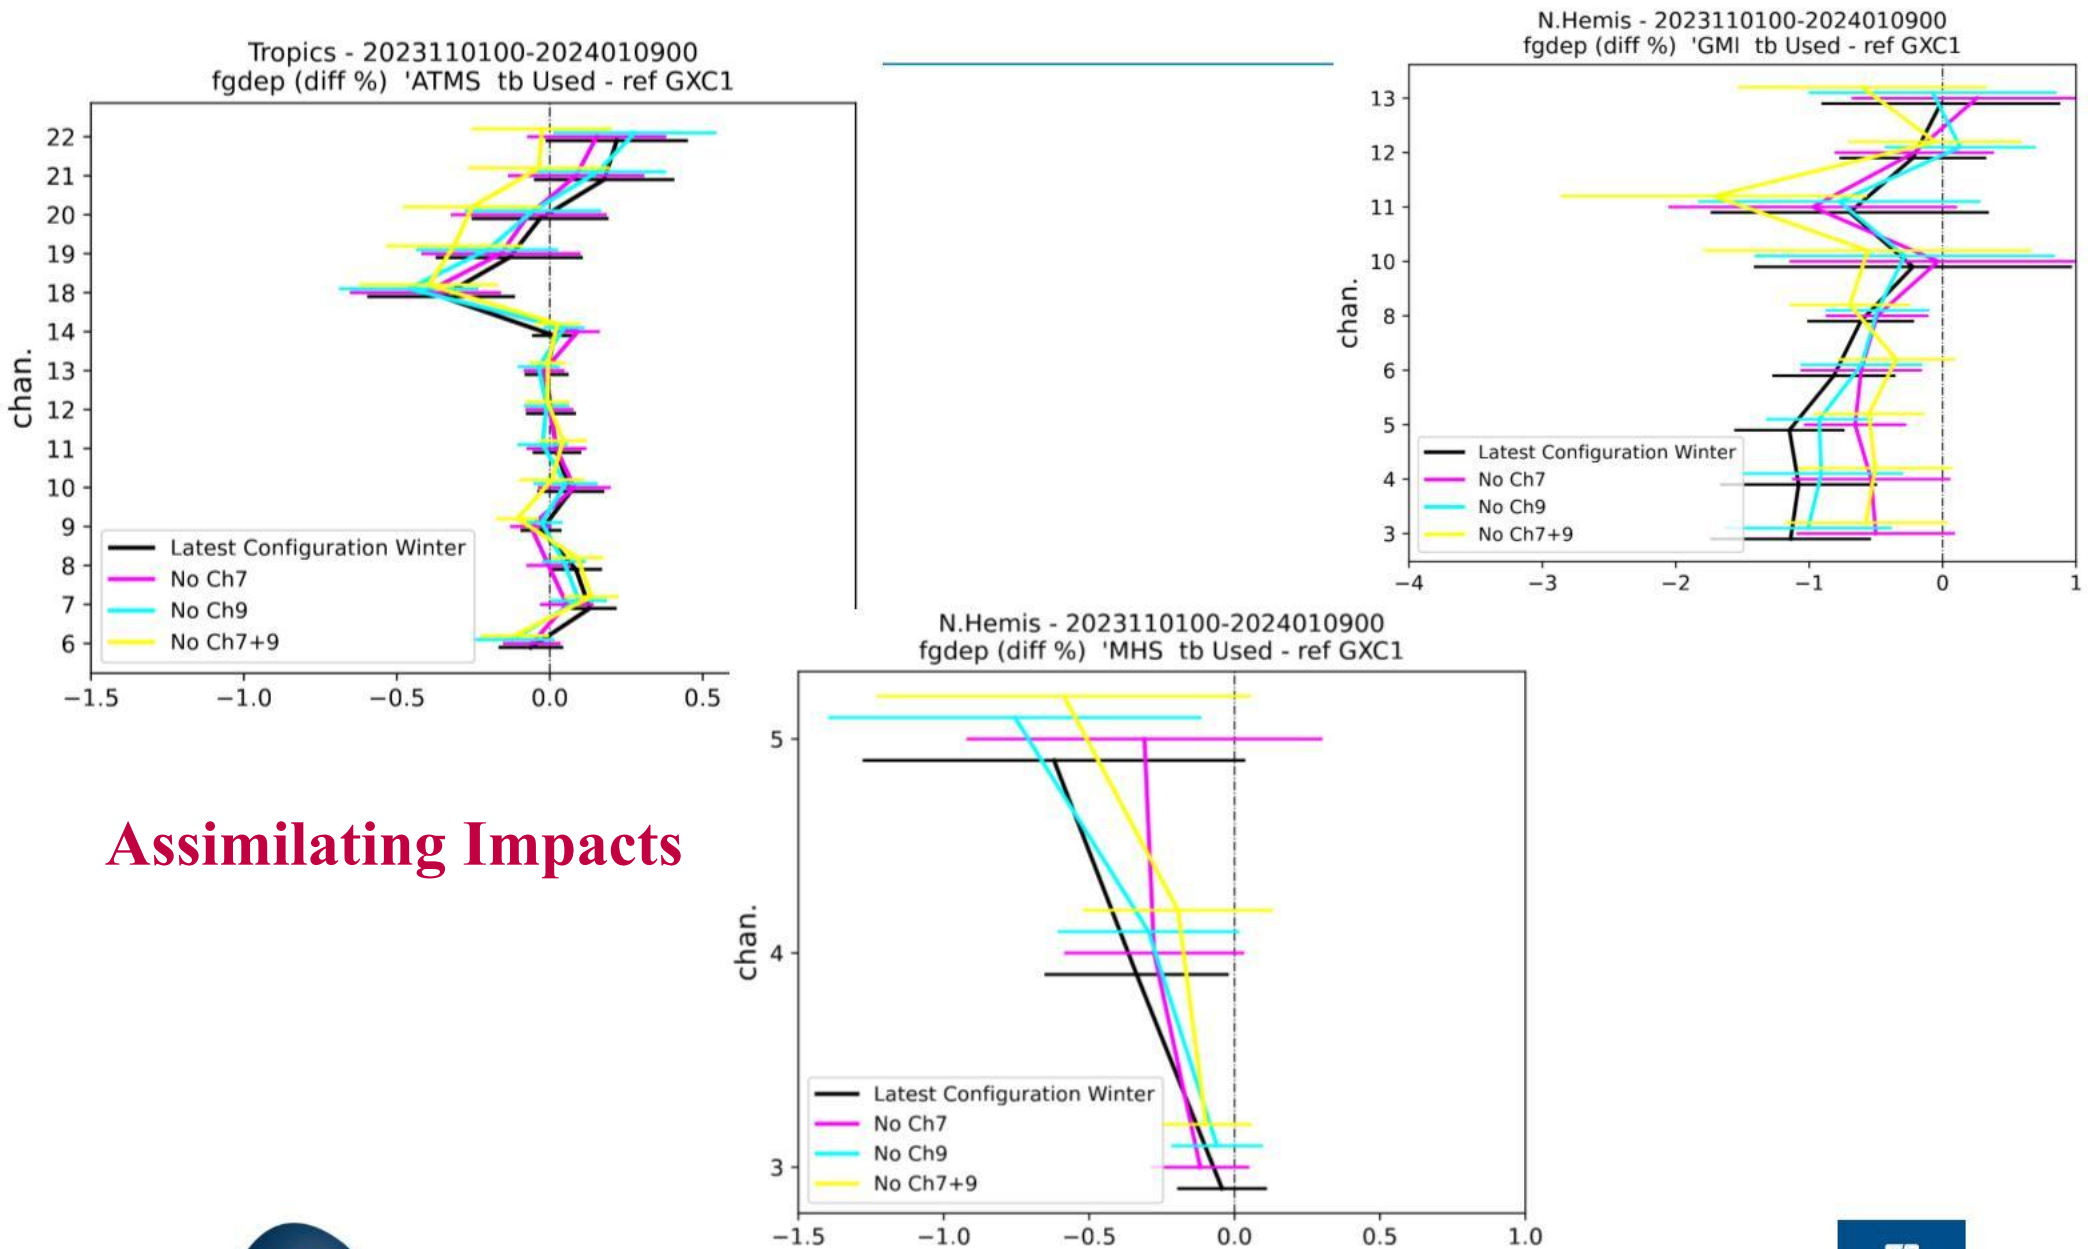 Tropics - 2023110100-2024010900
fgdep (diff %)  'ATMS  tb Used - ref GXC1
chan.
22
21
20
19
18
14
13
12
11
10
9
8
7
6
Latest Configuration Winter
No Ch7
No Ch9
No Ch7+9
−1.5
−1.0
−0.5
0.0
0.5
N.Hemis - 2023110100-2024010900
fgdep (diff %)  'GMI  tb Used - ref GXC1
chan.
13
12
11
10
8
6
5
4
3
Latest Configuration Winter
No Ch7
No Ch9
No Ch7+9
−4
−3
−2
−1
0
1
N.Hemis - 2023110100-2024010900
fgdep (diff %)  'MHS  tb Used - ref GXC1
chan.
5
4
3
Latest Configuration Winter
No Ch7
No Ch9
No Ch7+9
−1.5
−1.0
−0.5
0.0
0.5
1.0
Assimilating Impacts